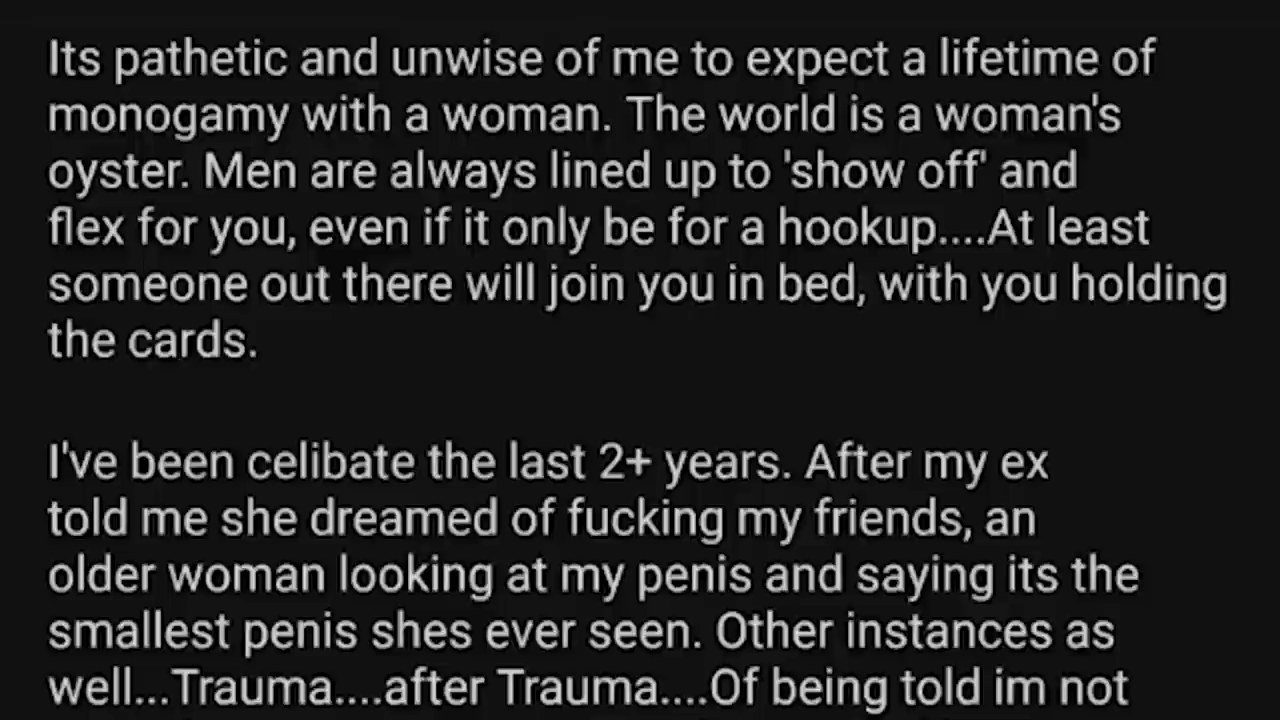 Its pathetic and unwise of me to expect a lifetime of
monogamy with a woman. The world is a woman's
oyster. Men are always lined up to 'show off' and
flex for you, even if it only be for a hookup....At least
someone out there will join you in bed, with you holding
the cards.
I've been celibate the last 2+ years. After my ex
told me she dreamed of fucking my friends, an
older woman looking at my penis and saying its the
smallest penis shes ever seen. Other instances as
well...Trauma....after Trauma....Of being told im not